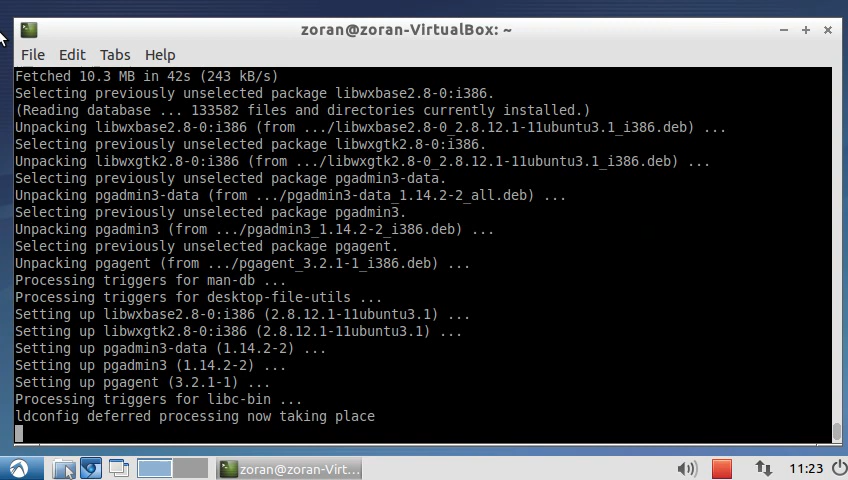 zoran@zoran-VirtualBox: ~
File Edit Tabs Help
Fetched 10.3 MB in 42s (243 kB/s)
Selecting previously unselected package libwxbase2.8-0:i386.
(Reading database ... 133582 files and directories currently installed.)
Unpacking libwxbase2.8-0:i386 (from .../libwxbase2.8-0_2.8.12.1-11ubuntu3.1_i386.deb) ...
Selecting previously unselected package libwxgtk2.8-0:i386.
Unpacking libwxgtk2.8-0:i386 (from .../libwxgtk2.8-0_2.8.12.1-11ubuntu3.1_i386.deb) ...
Selecting previously unselected package pgadmin3-data.
Unpacking pgadmin3-data (from .../pgadmin3-data_1.14.2-2_all.deb) ...
Selecting previously unselected package pgadmin3.
Unpacking pgadmin3 (from .../pgadmin3_1.14.2-2_i386.deb) ...
Selecting previously unselected package pgagent.
Unpacking pgagent (from .../pgagent_3.2.1-1_i386.deb) ...
Processing triggers for man-db ...
Processing triggers for desktop-file-utils ...
Setting up libwxbase2.8-0:i386 (2.8.12.1-11ubuntu3.1) ...
Setting up libwxgtk2.8-0:i386 (2.8.12.1-11ubuntu3.1) ...
Setting up pgadmin3-data (1.14.2-2) ...
Setting up pgadmin3 (1.14.2-2) ...
Setting up pgagent (3.2.1-1) ...
Processing triggers for libc-bin ...
ldconfig deferred processing now taking place
zoran@zoran-Virt... 11:23